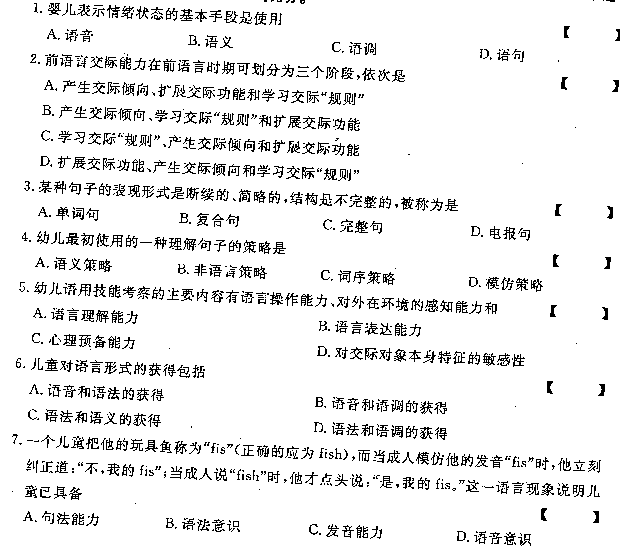 1. 婴儿表示情绪状态的基本手段是使用 【 】
A. 语音 B. 语义 C. 语调 D. 语句
2. 前语言交际能力在前语言时期可划分为三个阶段,依次是 【 】
A. 产生交际倾向、扩展交际功能和学习交际“规则”
B. 产生交际倾向、学习交际“规则”和扩展交际功能
C. 学习交际“规则”、产生交际倾向和扩展交际功能
D. 扩展交际功能、产生交际倾向和学习交际“规则”
3. 某种句子的表现形式是断续的、简略的,结构是不完整的,被称为是 【 】
A. 单词句 B. 复合句 C. 完整句 D. 电报句
4. 幼儿最初使用的一种理解句子的策略是 【 】
A. 语义策略 B. 非语言策略 C. 词序策略 D. 模仿策略
5. 幼儿语用技能考察的主要内容有语言操作能力、对外在环境的感知能力和 【 】
A. 语言理解能力 B. 语言表达能力
C. 心理预备能力 D. 对交际对象本身特征的敏感性
6. 儿童对语言形式的获得包括 【 】
A. 语音和语法的获得 B. 语音和语调的获得
C. 语法和语义的获得 D. 语法和语调的获得
7. 一个儿童把他的玩具鱼称为“fis”(正确的应为 fish),而当成人模仿他的发音“fis”时,他立刻
纠正道:“不,我的 fis”;当成人说“fish”时,他才点头说:“是,我的 fis。”这一语言现象说明儿
童已具备 【 】
A. 句法能力 B. 语法意识 C. 发音能力 D. 语音意识